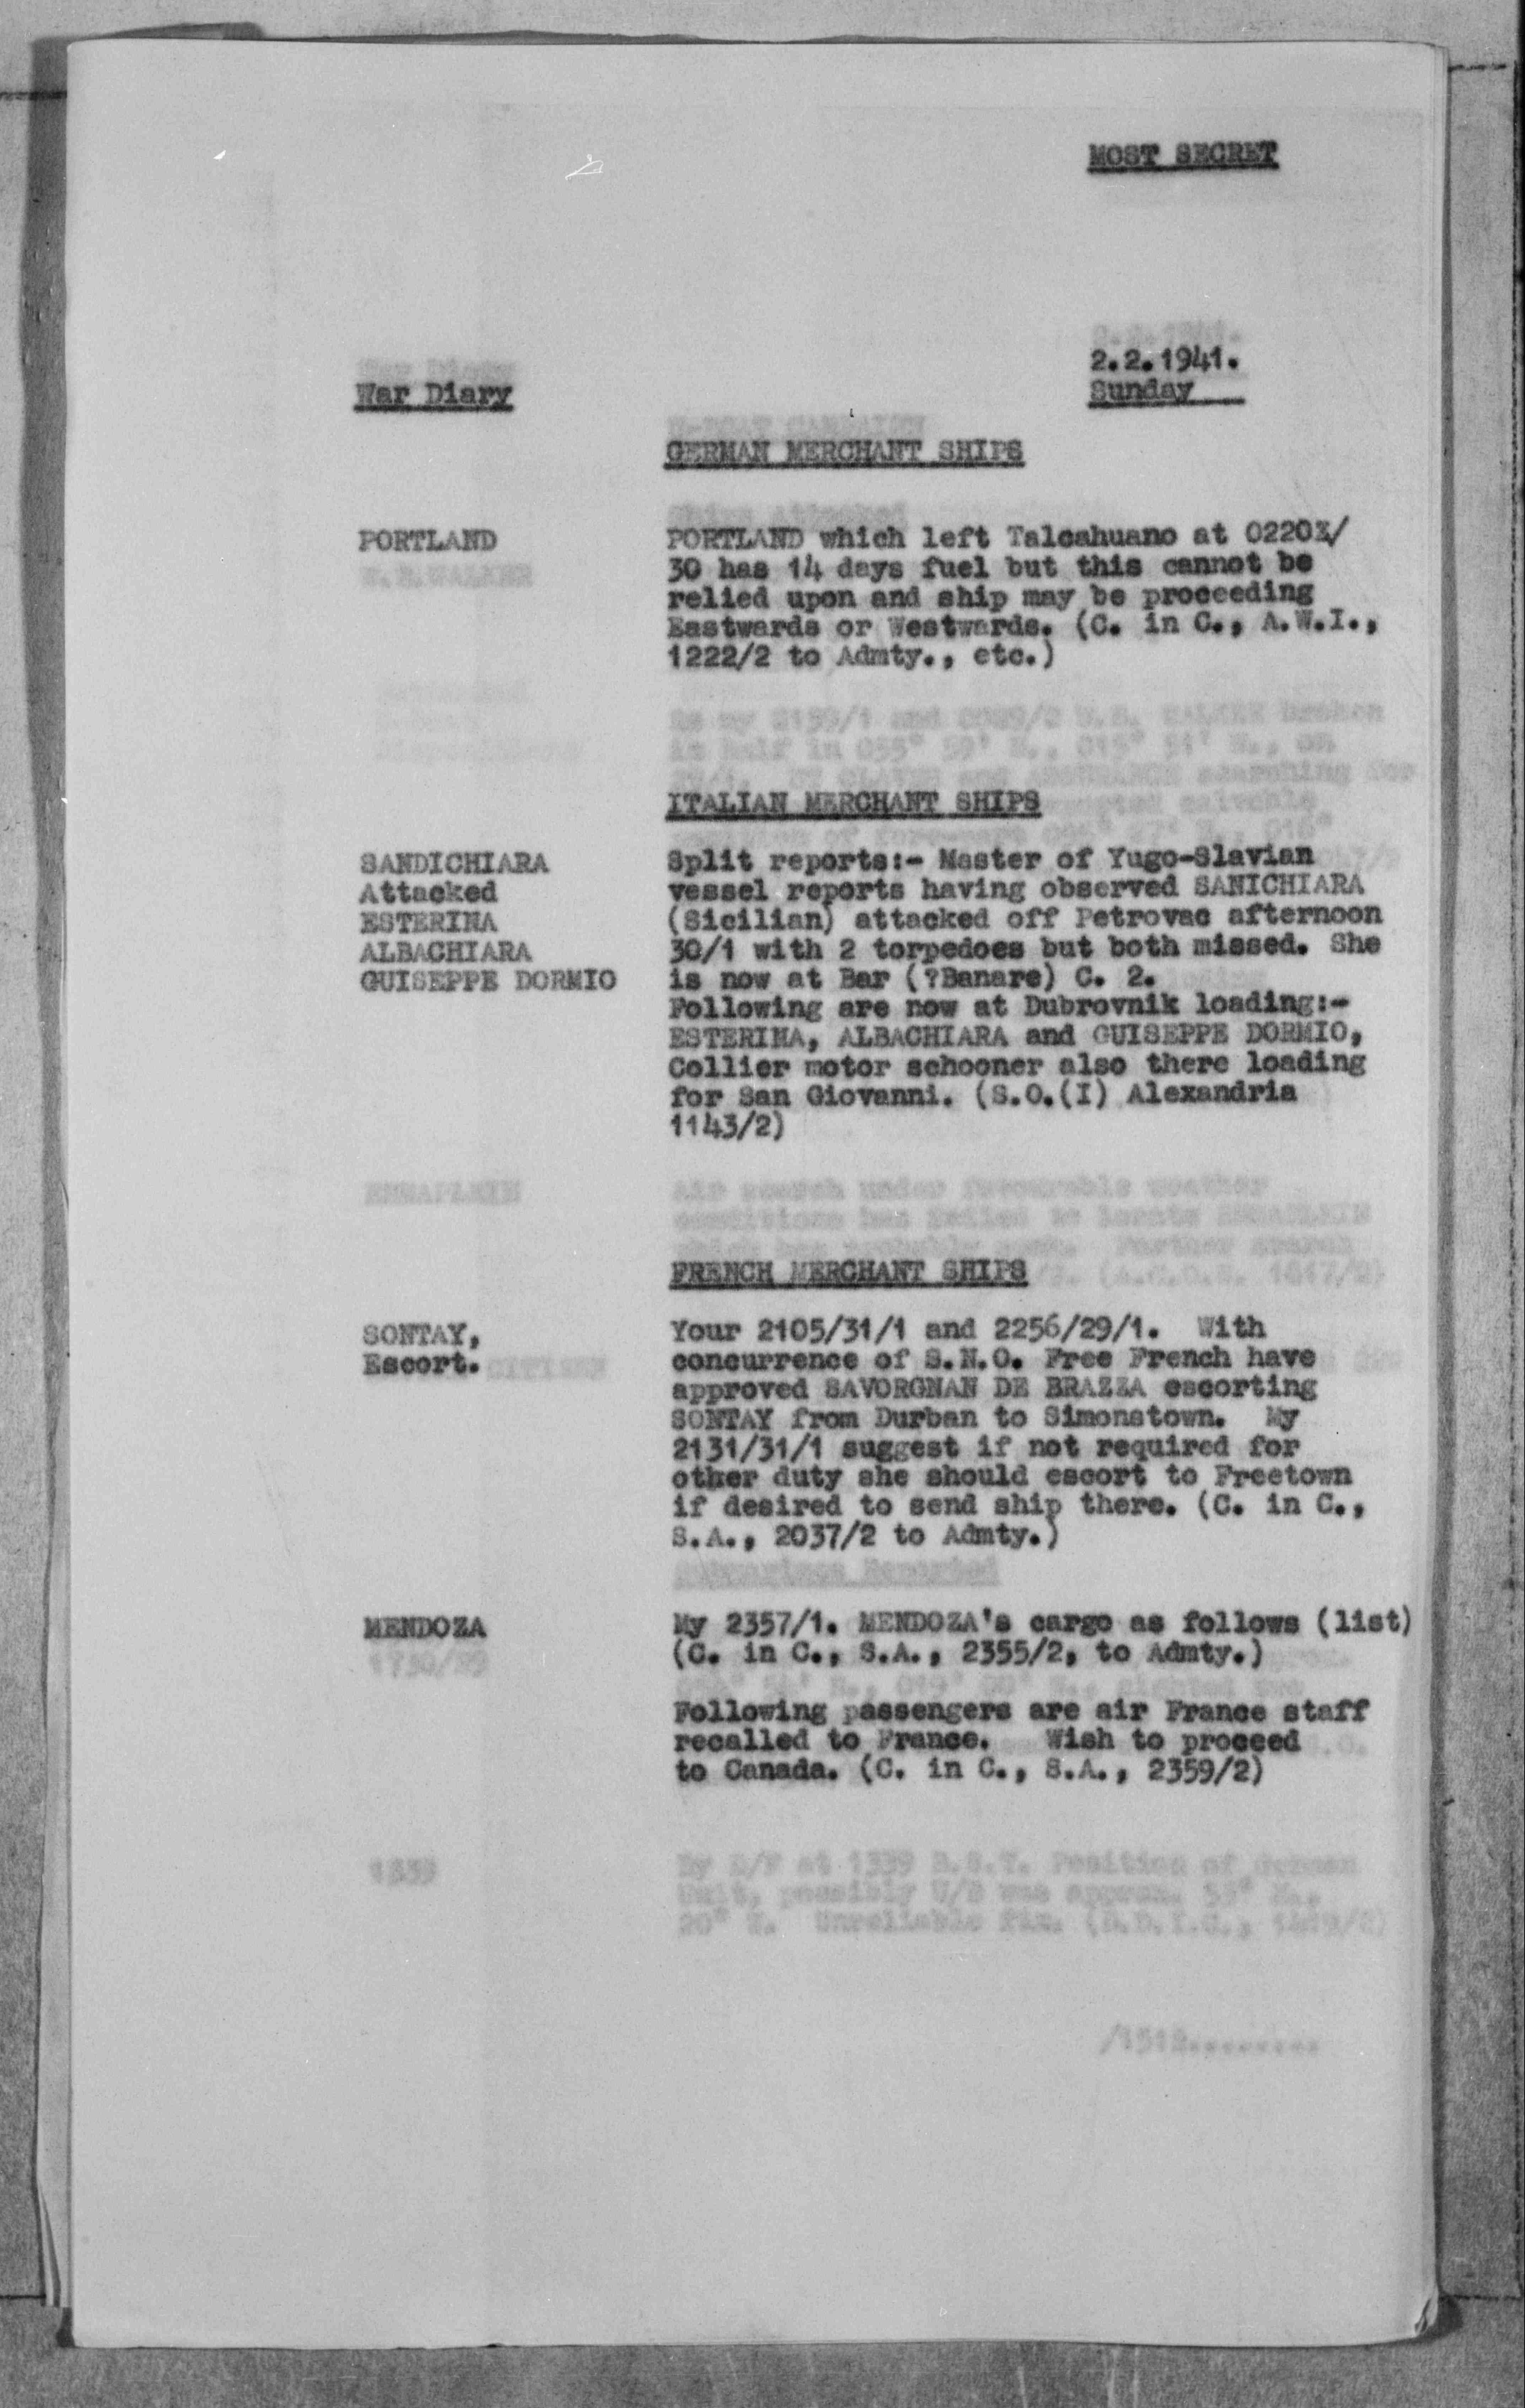 MOST SECRET
2.2.1941.
War Diary
Sunday
GERMAN MERCHANT SHIPS
PORTLAND
PORTLAND which left Talcahuano at 0220Z/
30 has 14 days fuel but this cannot be
relied upon and ship may be proceeding
Eastwards or Westwards. (C. in C., A.W.I.,
1222/2 to Admty., etc.)
ITALIAN MERCHANT SHIPS
SANDICHIARA
Attacked
ESTERINA
ALBACHIARA
GUISEPPE DORMIO
Split reports:- Master of Yugo-Slavian
vessel reports having observed SANICHIARA
(Sicilian) attacked off Petrovac afternoon
30/1 with 2 torpedoes but both missed. She
is now at Bar (?Banare) C. 2.
Following are now at Dubrovnik loading:-
ESTERINA, ALBACHIARA and GUISEPPE DORMIO,
Collier motor schooner also there loading
for San Giovanni. (S.O.(I) Alexandria
1143/2)
FRENCH MERCHANT SHIPS
SONTAY,
Escort.
Your 2105/31/1 and 2256/29/1. With
concurrence of S.N.O. Free French have
approved SAVORGNAN DE BRAZZA escorting
SONTAY from Durban to Simonstown. My
2131/31/1 suggest if not required for
other duty she should escort to Freetown
if desired to send ship there. (C. in C.,
S.A., 2037/2 to Admty.)
MENDOZA
My 2357/1. MENDOZA's cargo as follows (list)
(C. in C., S.A., 2355/2, to Admty.)
Following passengers are air France staff
recalled to France. Wish to proceed
to Canada. (C. in C., S.A., 2359/2)